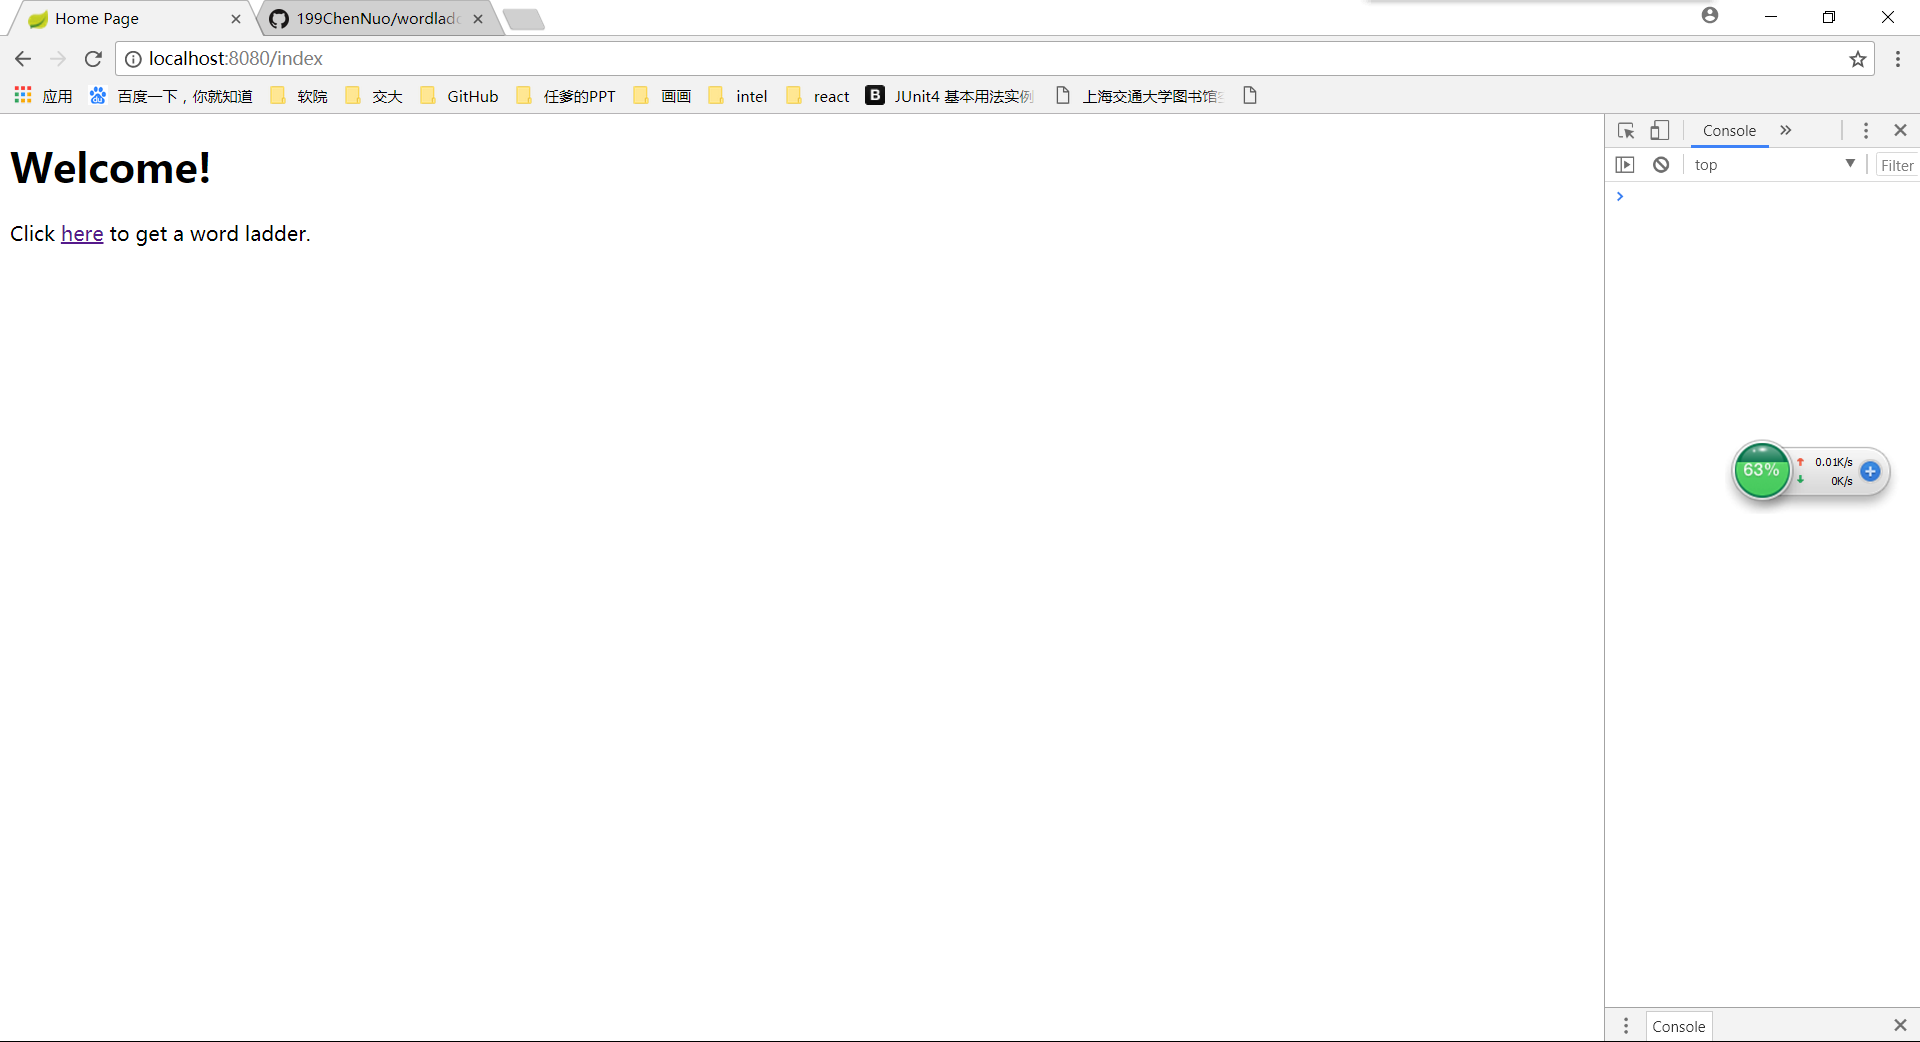 Home Page
199ChenNuo/wordladd
localhost:8080/index
应用 百度一下，你就知道 软院 交大 GitHub 任爹的PPT 画画 intel react B JUnit4 基本用法实例 上海交通大学图书馆
Console
top
Filter
Welcome!
Click here to get a word ladder.
63%
0.01K/s
0K/s
Console